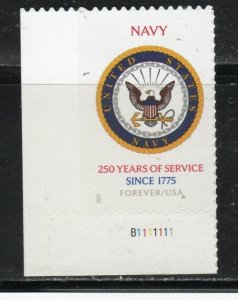 NAVY
UNITED STATES
NAVY
250 YEARS OF SERVICE
SINCE 1775
FOREVER/USA
B1111111